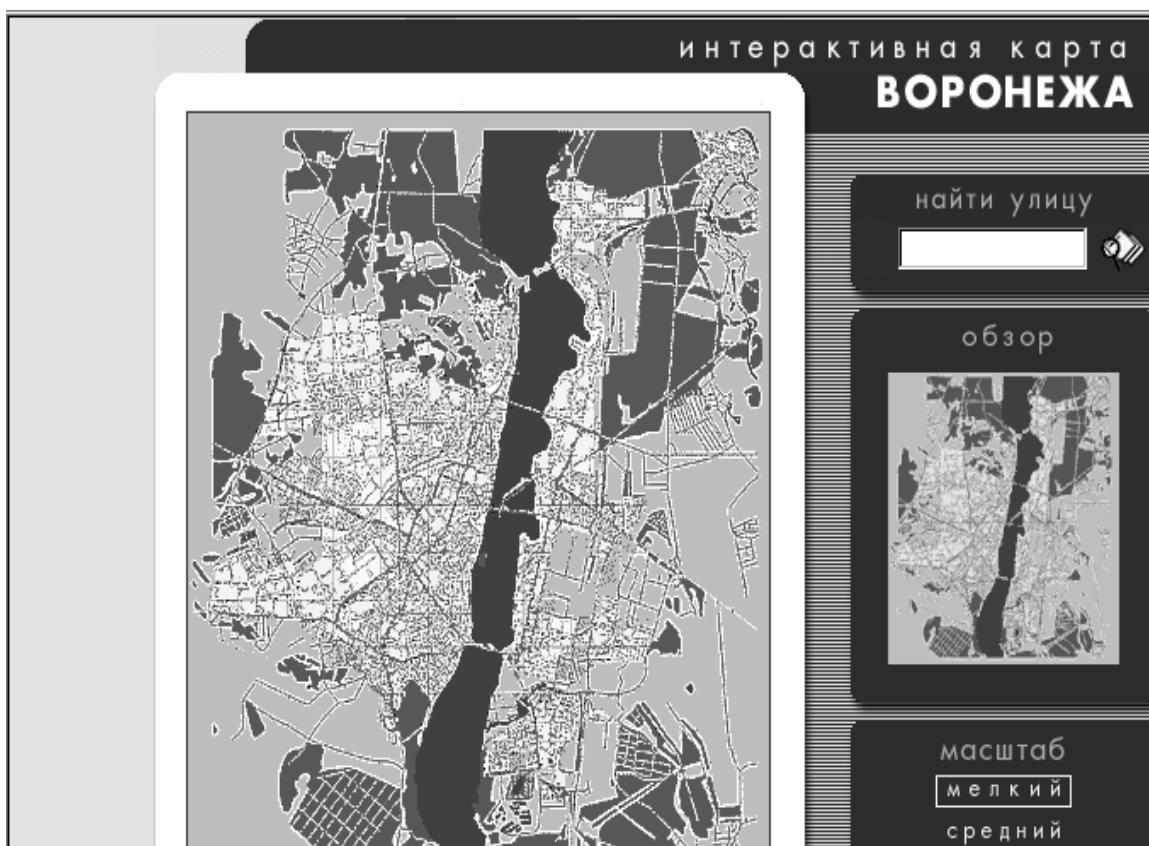 интерактивная карта
ВОРОНЕЖА
найти улицу
обзор
масштаб
мелкий
средний